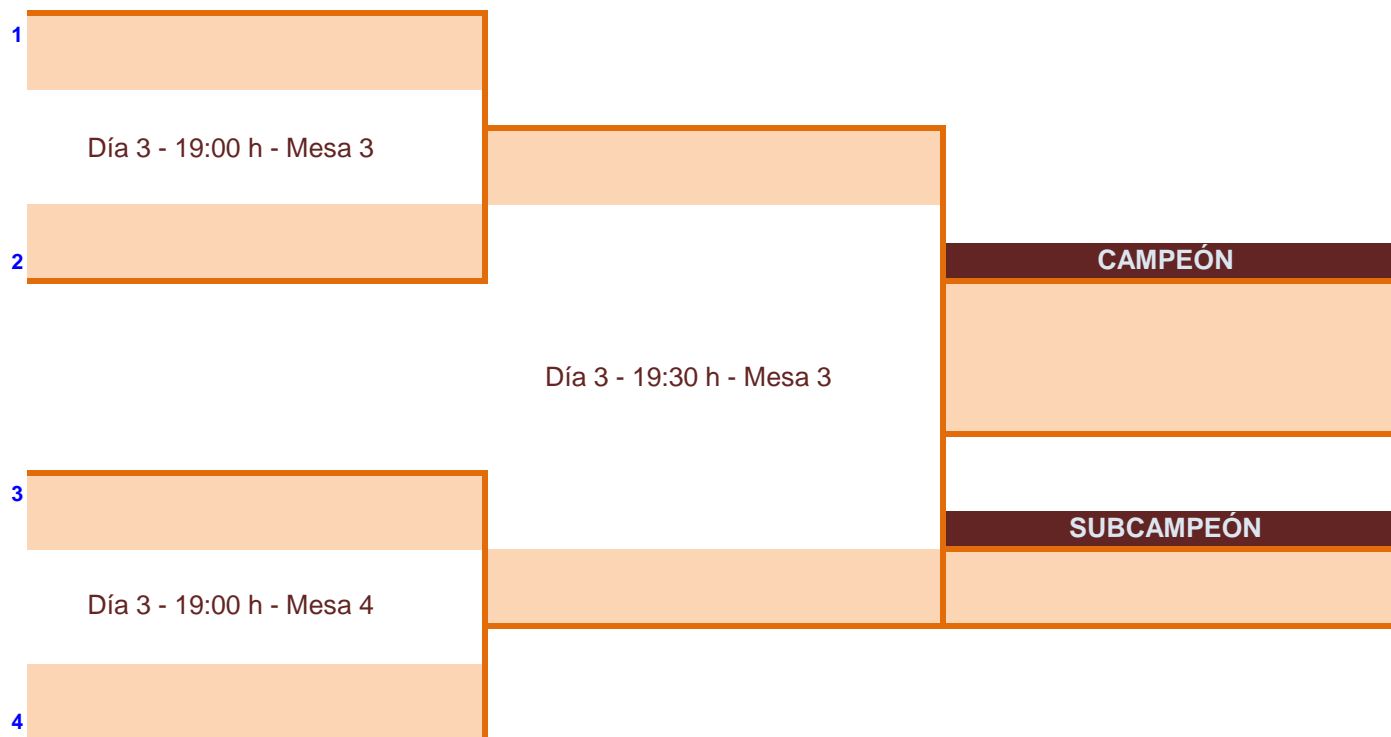 1
Día 3 - 19:00 h - Mesa 3
2
CAMPEÓN
Día 3 - 19:30 h - Mesa 3
3
SUBCAMPEÓN
Día 3 - 19:00 h - Mesa 4
4